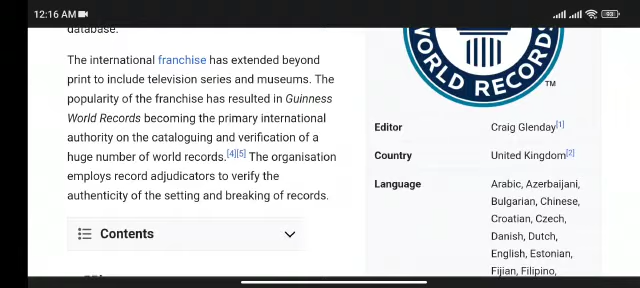 12:16 AM
93
database.
The international franchise has extended beyond
print to include television series and museums. The
popularity of the franchise has resulted in Guinness
World Records becoming the primary international
authority on the cataloguing and verification of a
huge number of world records.[4][5] The organisation
employs record adjudicators to verify the
authenticity of the setting and breaking of records.
Contents
WORLD RECORDS
TM
Editor Craig Glenday[1]
Country United Kingdom[2]
Language Arabic, Azerbaijani,
Bulgarian, Chinese,
Croatian, Czech,
Danish, Dutch,
English, Estonian,
Fijian, Filipino,